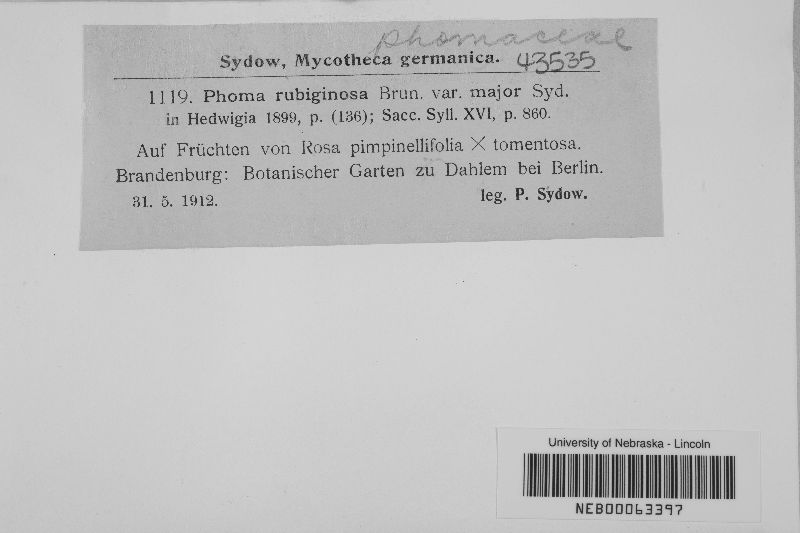 phomaceae
Sydow, Mycotheca germanica. 43535
1119. Phoma rubiginosa Brun. var. major Syd.
in Hedwigia 1899, p. (136); Sacc. Syll. XVI, p. 860.
Auf Früchten von Rosa pimpinellifolia × tomentosa.
Brandenburg: Botanischer Garten zu Dahlem bei Berlin.
31. 5. 1912. leg. P. Sydow.
University of Nebraska - Lincoln
NEB00063397